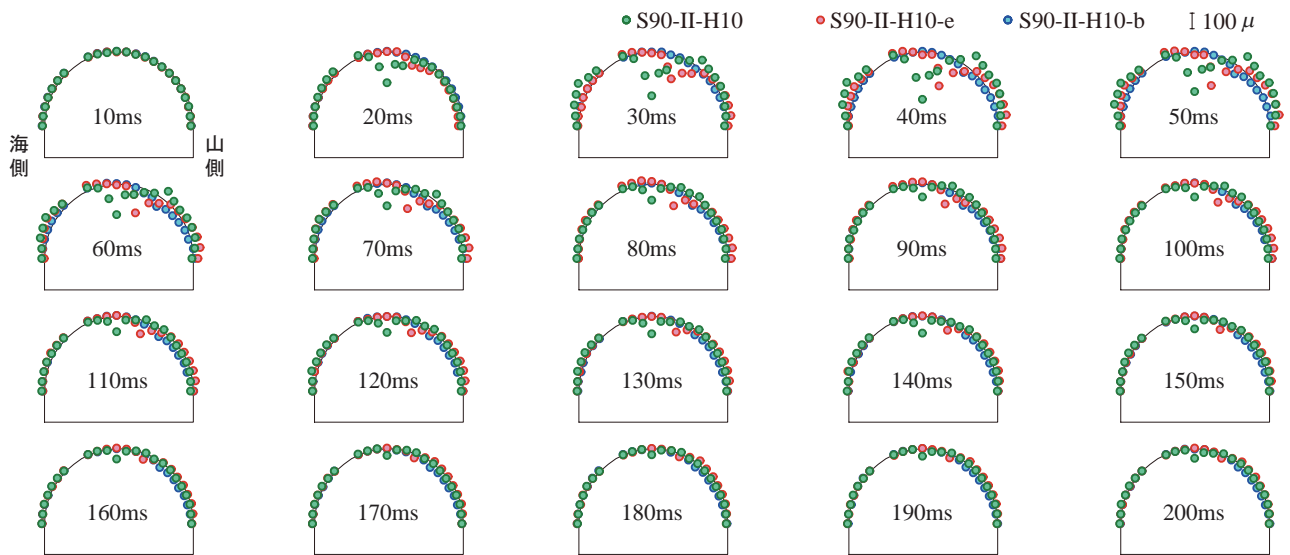 S90-II-H10 S90-II-H10-e S90-II-H10-b 100 μ
10ms 20ms 30ms 40ms 50ms
海側 山側
60ms 70ms 80ms 90ms 100ms
110ms 120ms 130ms 140ms 150ms
160ms 170ms 180ms 190ms 200ms